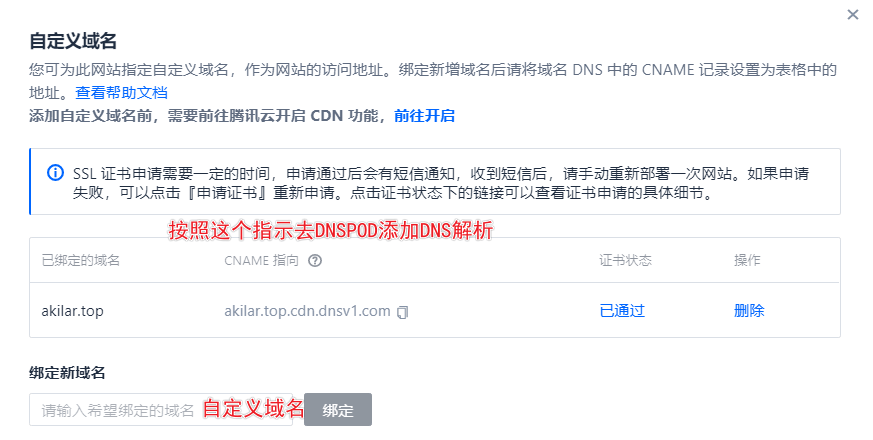 自定义域名
您可为此网站指定自定义域名，作为网站的访问地址。绑定新增域名后请将域名 DNS 中的 CNAME 记录设置为表格中的
地址。查看帮助文档
添加自定义域名前，需要前往腾讯云开启 CDN 功能，前往开启
SSL 证书申请需要一定的时间，申请通过后会有短信通知，收到短信后，请手动重新部署一次网站。如果申请
失败，可以点击『申请证书』重新申请。点击证书状态下的链接可以查看证书申请的具体细节。
按照这个指示去DNSPOD添加DNS解析
已绑定的域名 CNAME 指向 证书状态 操作
akilar.top akilar.top.cdn.dnsv1.com 已通过 删除
绑定新域名
请输入希望绑定的域名 自定义域名 绑定